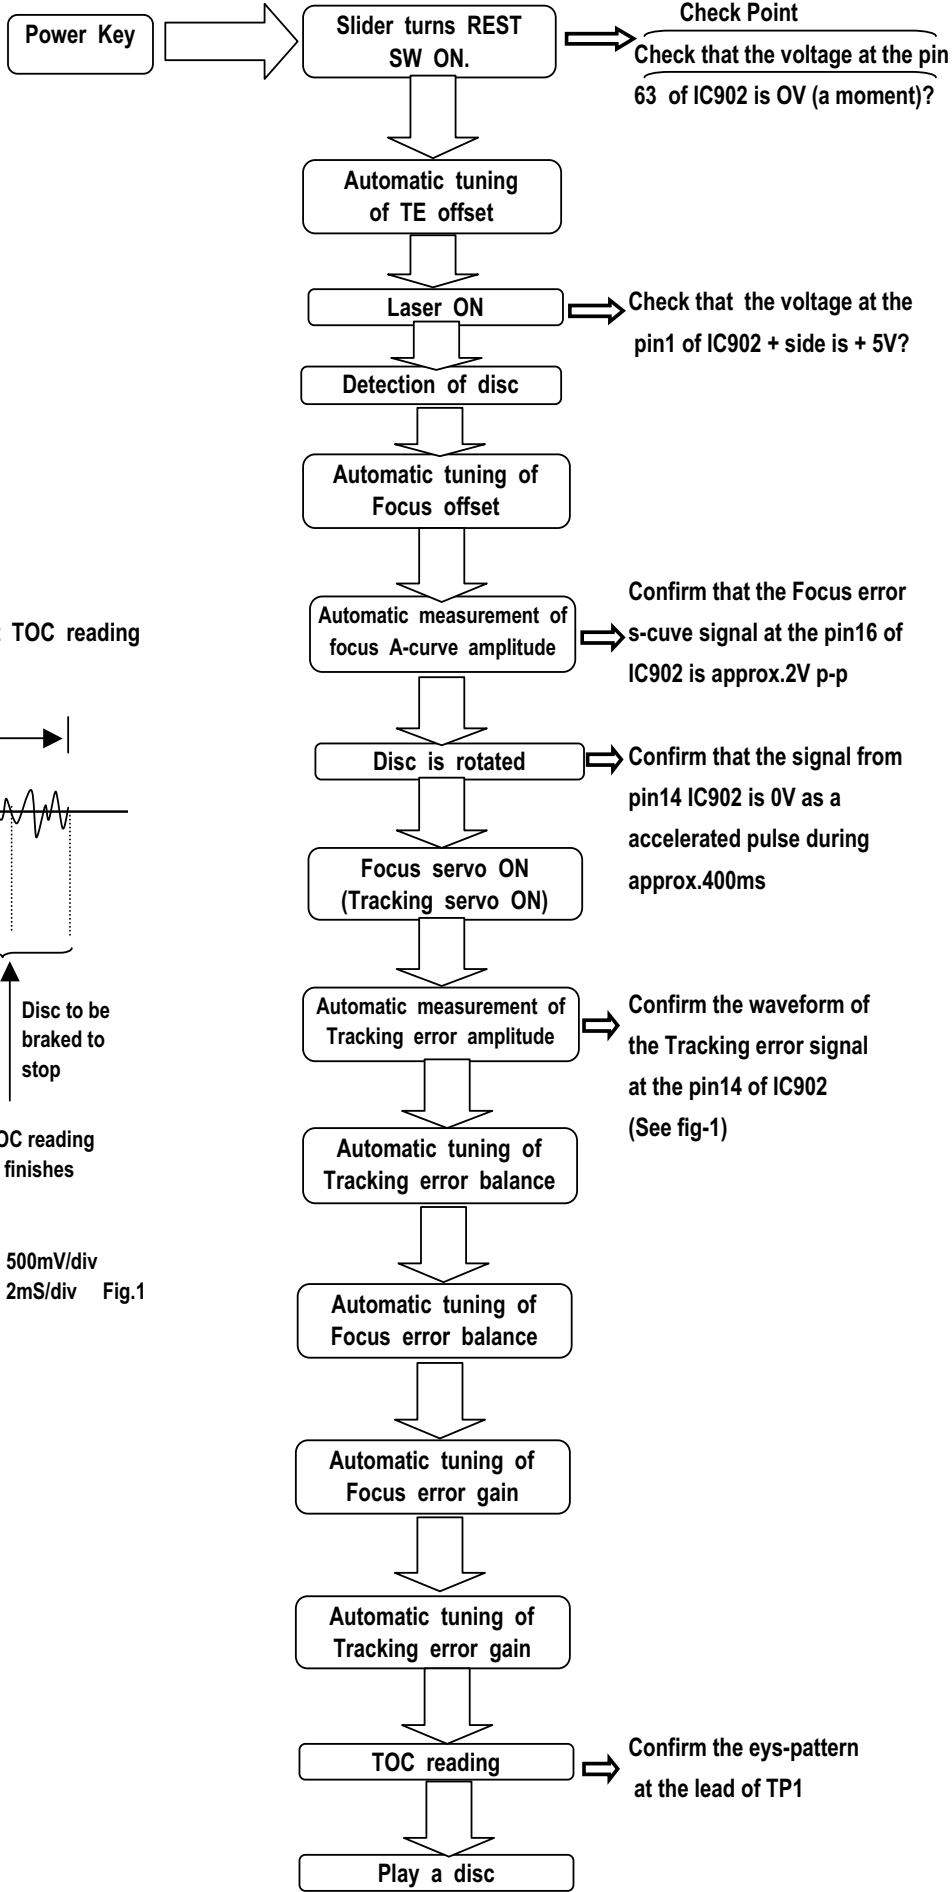 Power Key
Slider turns REST
SW ON.
Check Point
Check that the voltage at the pin
63 of IC902 is OV (a moment)?
Automatic tuning
of TE offset
Laser ON
Check that the voltage at the
pin1 of IC902 + side is + 5V?
Detection of disc
Automatic tuning of
Focus offset
Automatic measurement of
focus A-curve amplitude
Confirm that the Focus error
s-cuve signal at the pin16 of
IC902 is approx.2V p-p
TOC reading
Disc is rotated
Confirm that the signal from
pin14 IC902 is 0V as a
accelerated pulse during
approx.400ms
Focus servo ON
(Tracking servo ON)
Automatic measurement of
Tracking error amplitude
Confirm the waveform of
the Tracking error signal
at the pin14 of IC902
(See fig-1)
Disc to be
braked to
stop
OC reading
finishes
Automatic tuning of
Tracking error balance
500mV/div
2mS/div Fig.1
Automatic tuning of
Focus error balance
Automatic tuning of
Focus error gain
Automatic tuning of
Tracking error gain
TOC reading
Confirm the eys-pattern
at the lead of TP1
Play a disc